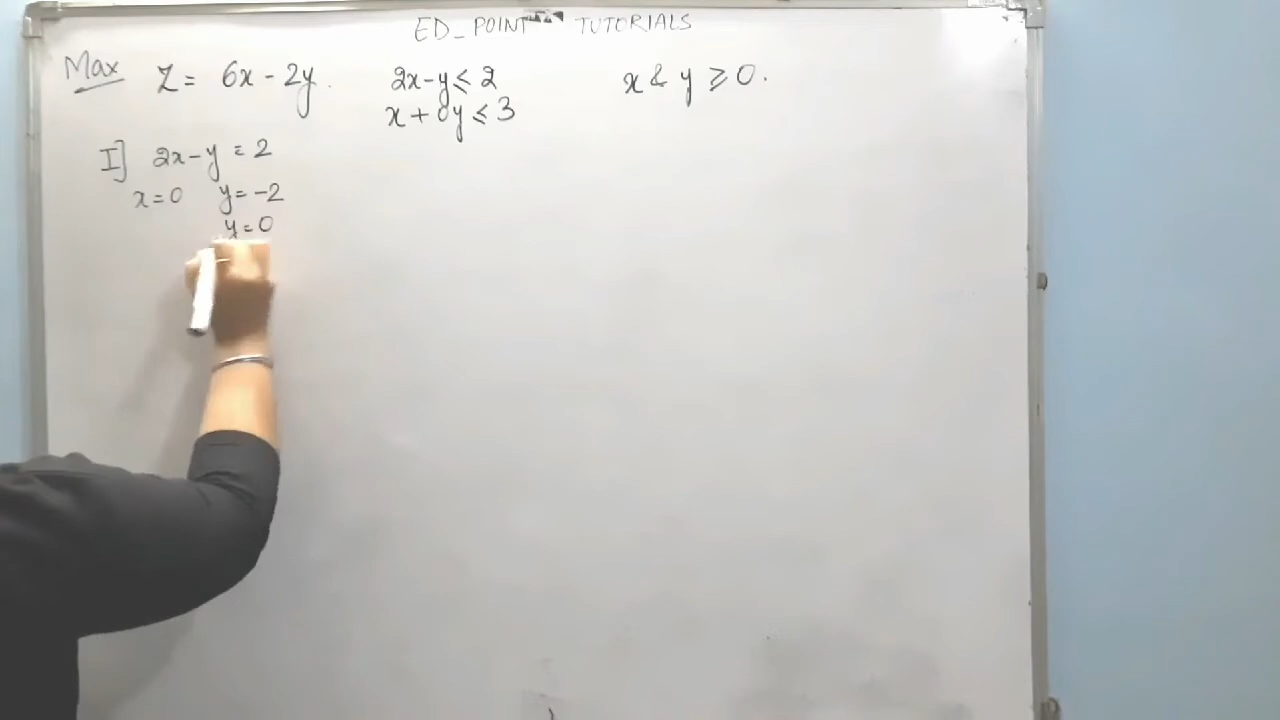 ED_POINT TUTORIALS
Max Z = 6x - 2y. 2x-y ≤ 2 x & y ≥ 0.
x + 0y ≤ 3
I] 2x-y = 2
x=0 y= -2
y=0